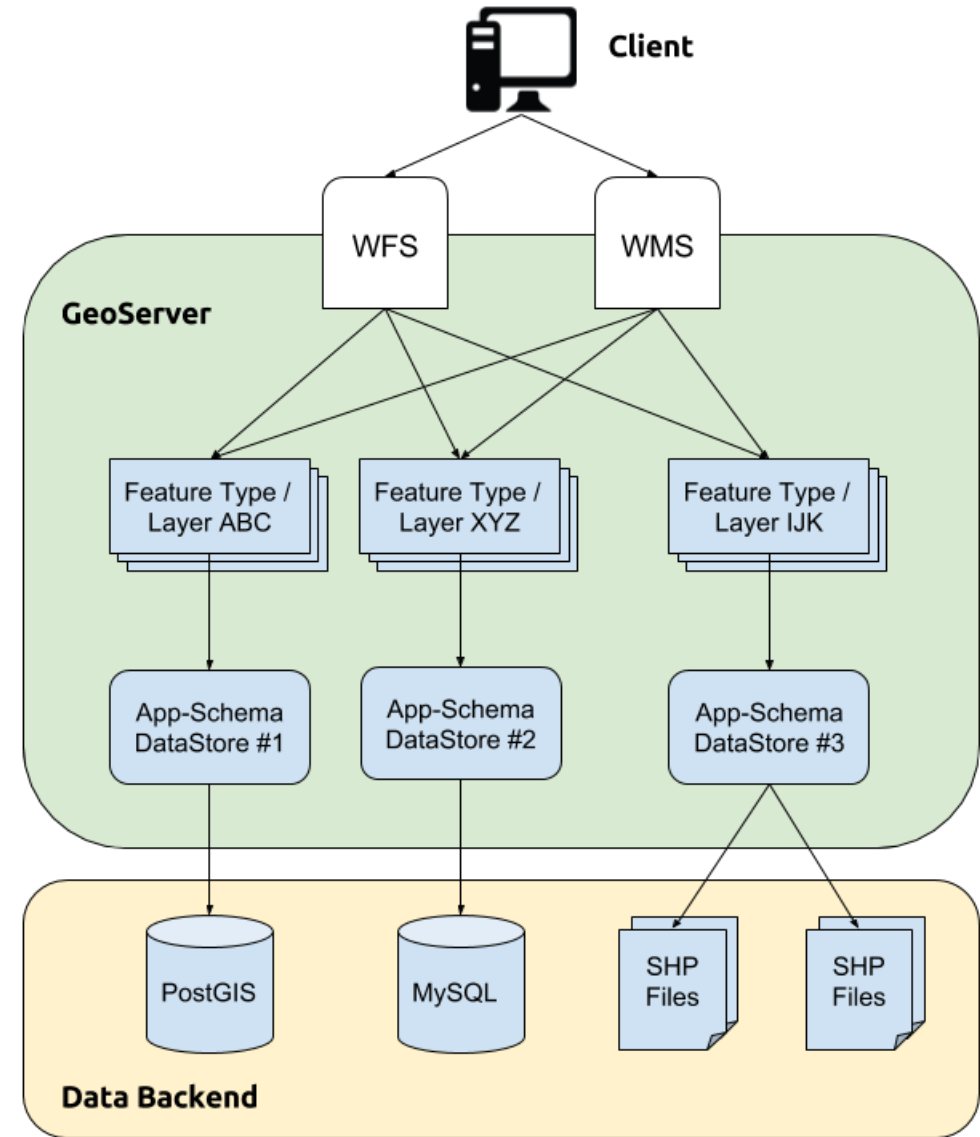 Client
WFS
WMS
GeoServer
Feature Type /
Layer ABC
Feature Type /
Layer XYZ
Feature Type /
Layer IJK
App-Schema
DataStore #1
App-Schema
DataStore #2
App-Schema
DataStore #3
PostGIS
MySQL
SHP
Files
SHP
Files
Data Backend